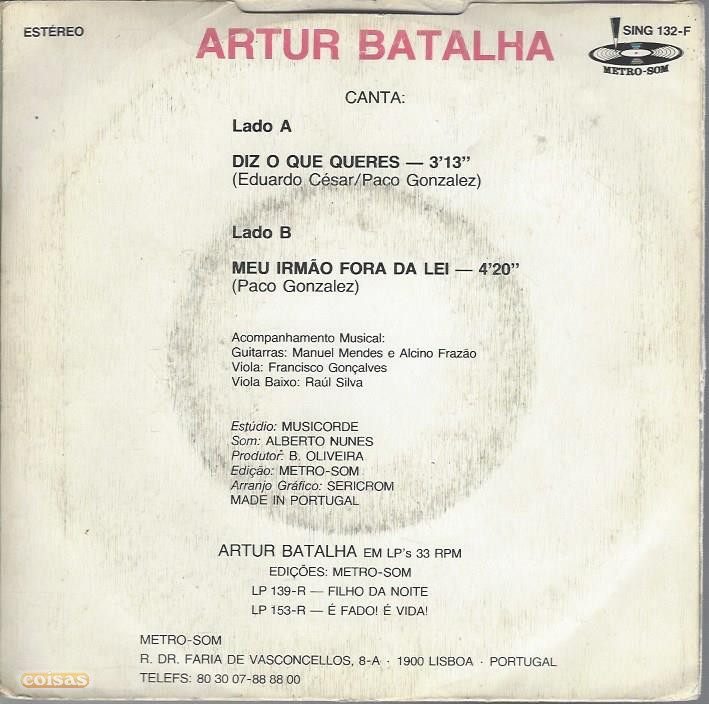 ESTÉREO
ARTUR BATALHA
SING 132-F
METRO-SOM
CANTA:
Lado A
DIZ O QUE QUERES — 3'13"
(Eduardo César/Paco Gonzalez)
Lado B
MEU IRMÃO FORA DA LEI — 4'20"
(Paco Gonzalez)
Acompanhamento Musical:
Guitarras: Manuel Mendes e Alcino Frazão
Viola: Francisco Gonçalves
Viola Baixo: Raúl Silva
Estúdio: MUSICORDE
Som: ALBERTO NUNES
Produtor: B. OLIVEIRA
Edição: METRO-SOM
Arranjo Gráfico: SERICROM
MADE IN PORTUGAL
ARTUR BATALHA EM LP's 33 RPM
EDIÇÕES: METRO-SOM
LP 139-R — FILHO DA NOITE
LP 153-R — É FADO! É VIDA!
METRO-SOM
R. DR. FARIA DE VASCONCELLOS, 8-A · 1900 LISBOA · PORTUGAL
TELEFS: 80 30 07-88 88 00
coisas